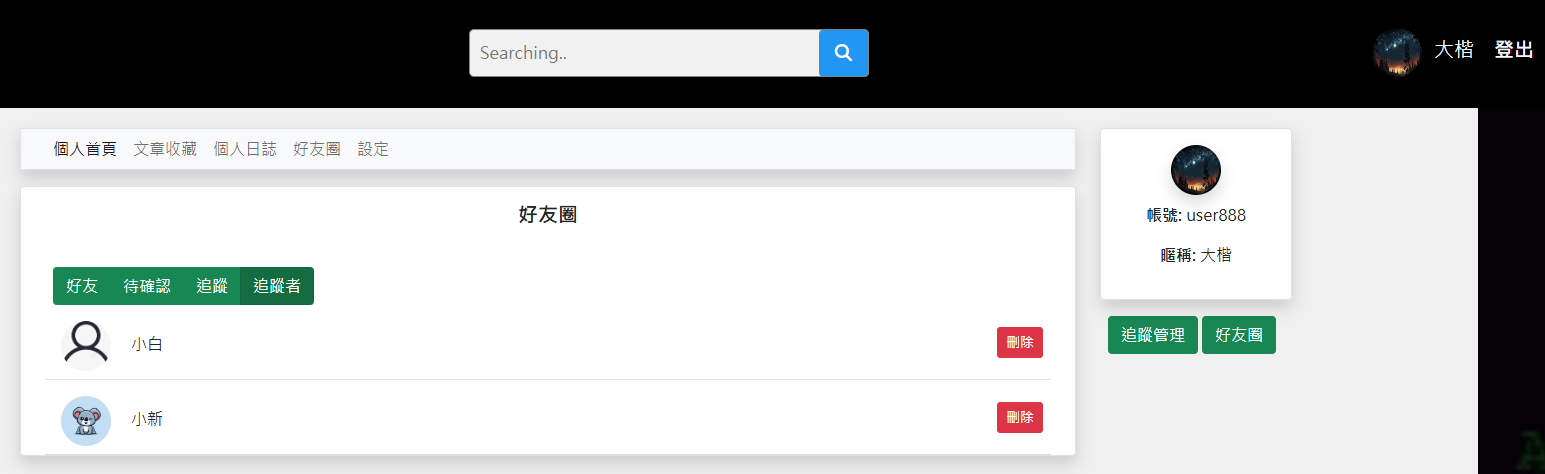 Searching..
大楷 登出
個人首頁 文章收藏 個人日誌 好友圈 設定
好友圈
好友 待確認 追蹤 追蹤者
小白 刪除
小新 刪除
帳號: user888
暱稱: 大楷
追蹤管理 好友圈